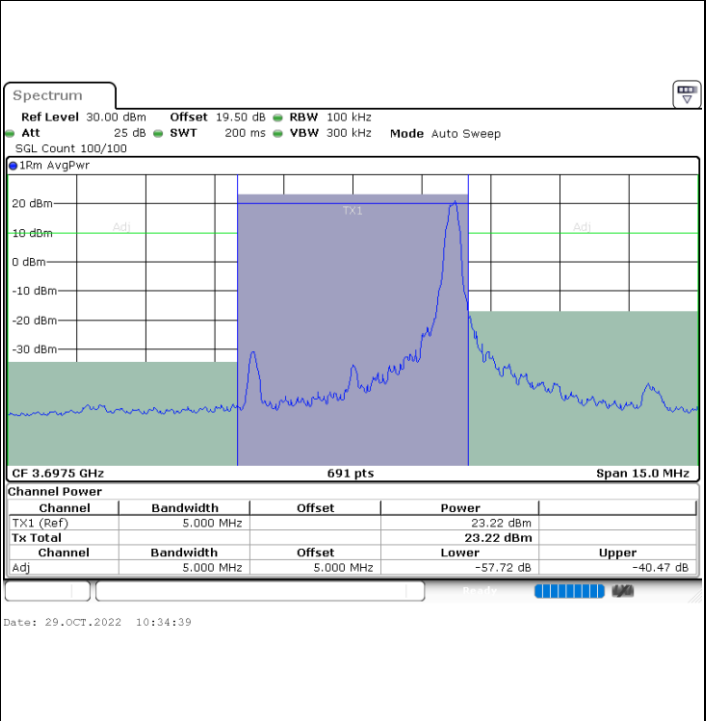 Spectrum
Ref Level 30.00 dBm Offset 19.50 dB RBW 100 kHz
Att 25 dB SWT 200 ms VBW 300 kHz Mode Auto Sweep
SGL Count 100/100
1Rm AvgPwr
TX1
Adj
Adj
20 dBm
10 dBm
0 dBm
-10 dBm
-20 dBm
-30 dBm
CF 3.6975 GHz 691 pts Span 15.0 MHz
Channel Power
Channel Bandwidth Offset Power
TX1 (Ref) 5.000 MHz 23.22 dBm
Tx Total 23.22 dBm
Channel Bandwidth Offset Lower Upper
Adj 5.000 MHz 5.000 MHz -57.72 dB -40.47 dB
Ready
Date: 29.OCT.2022 10:34:39